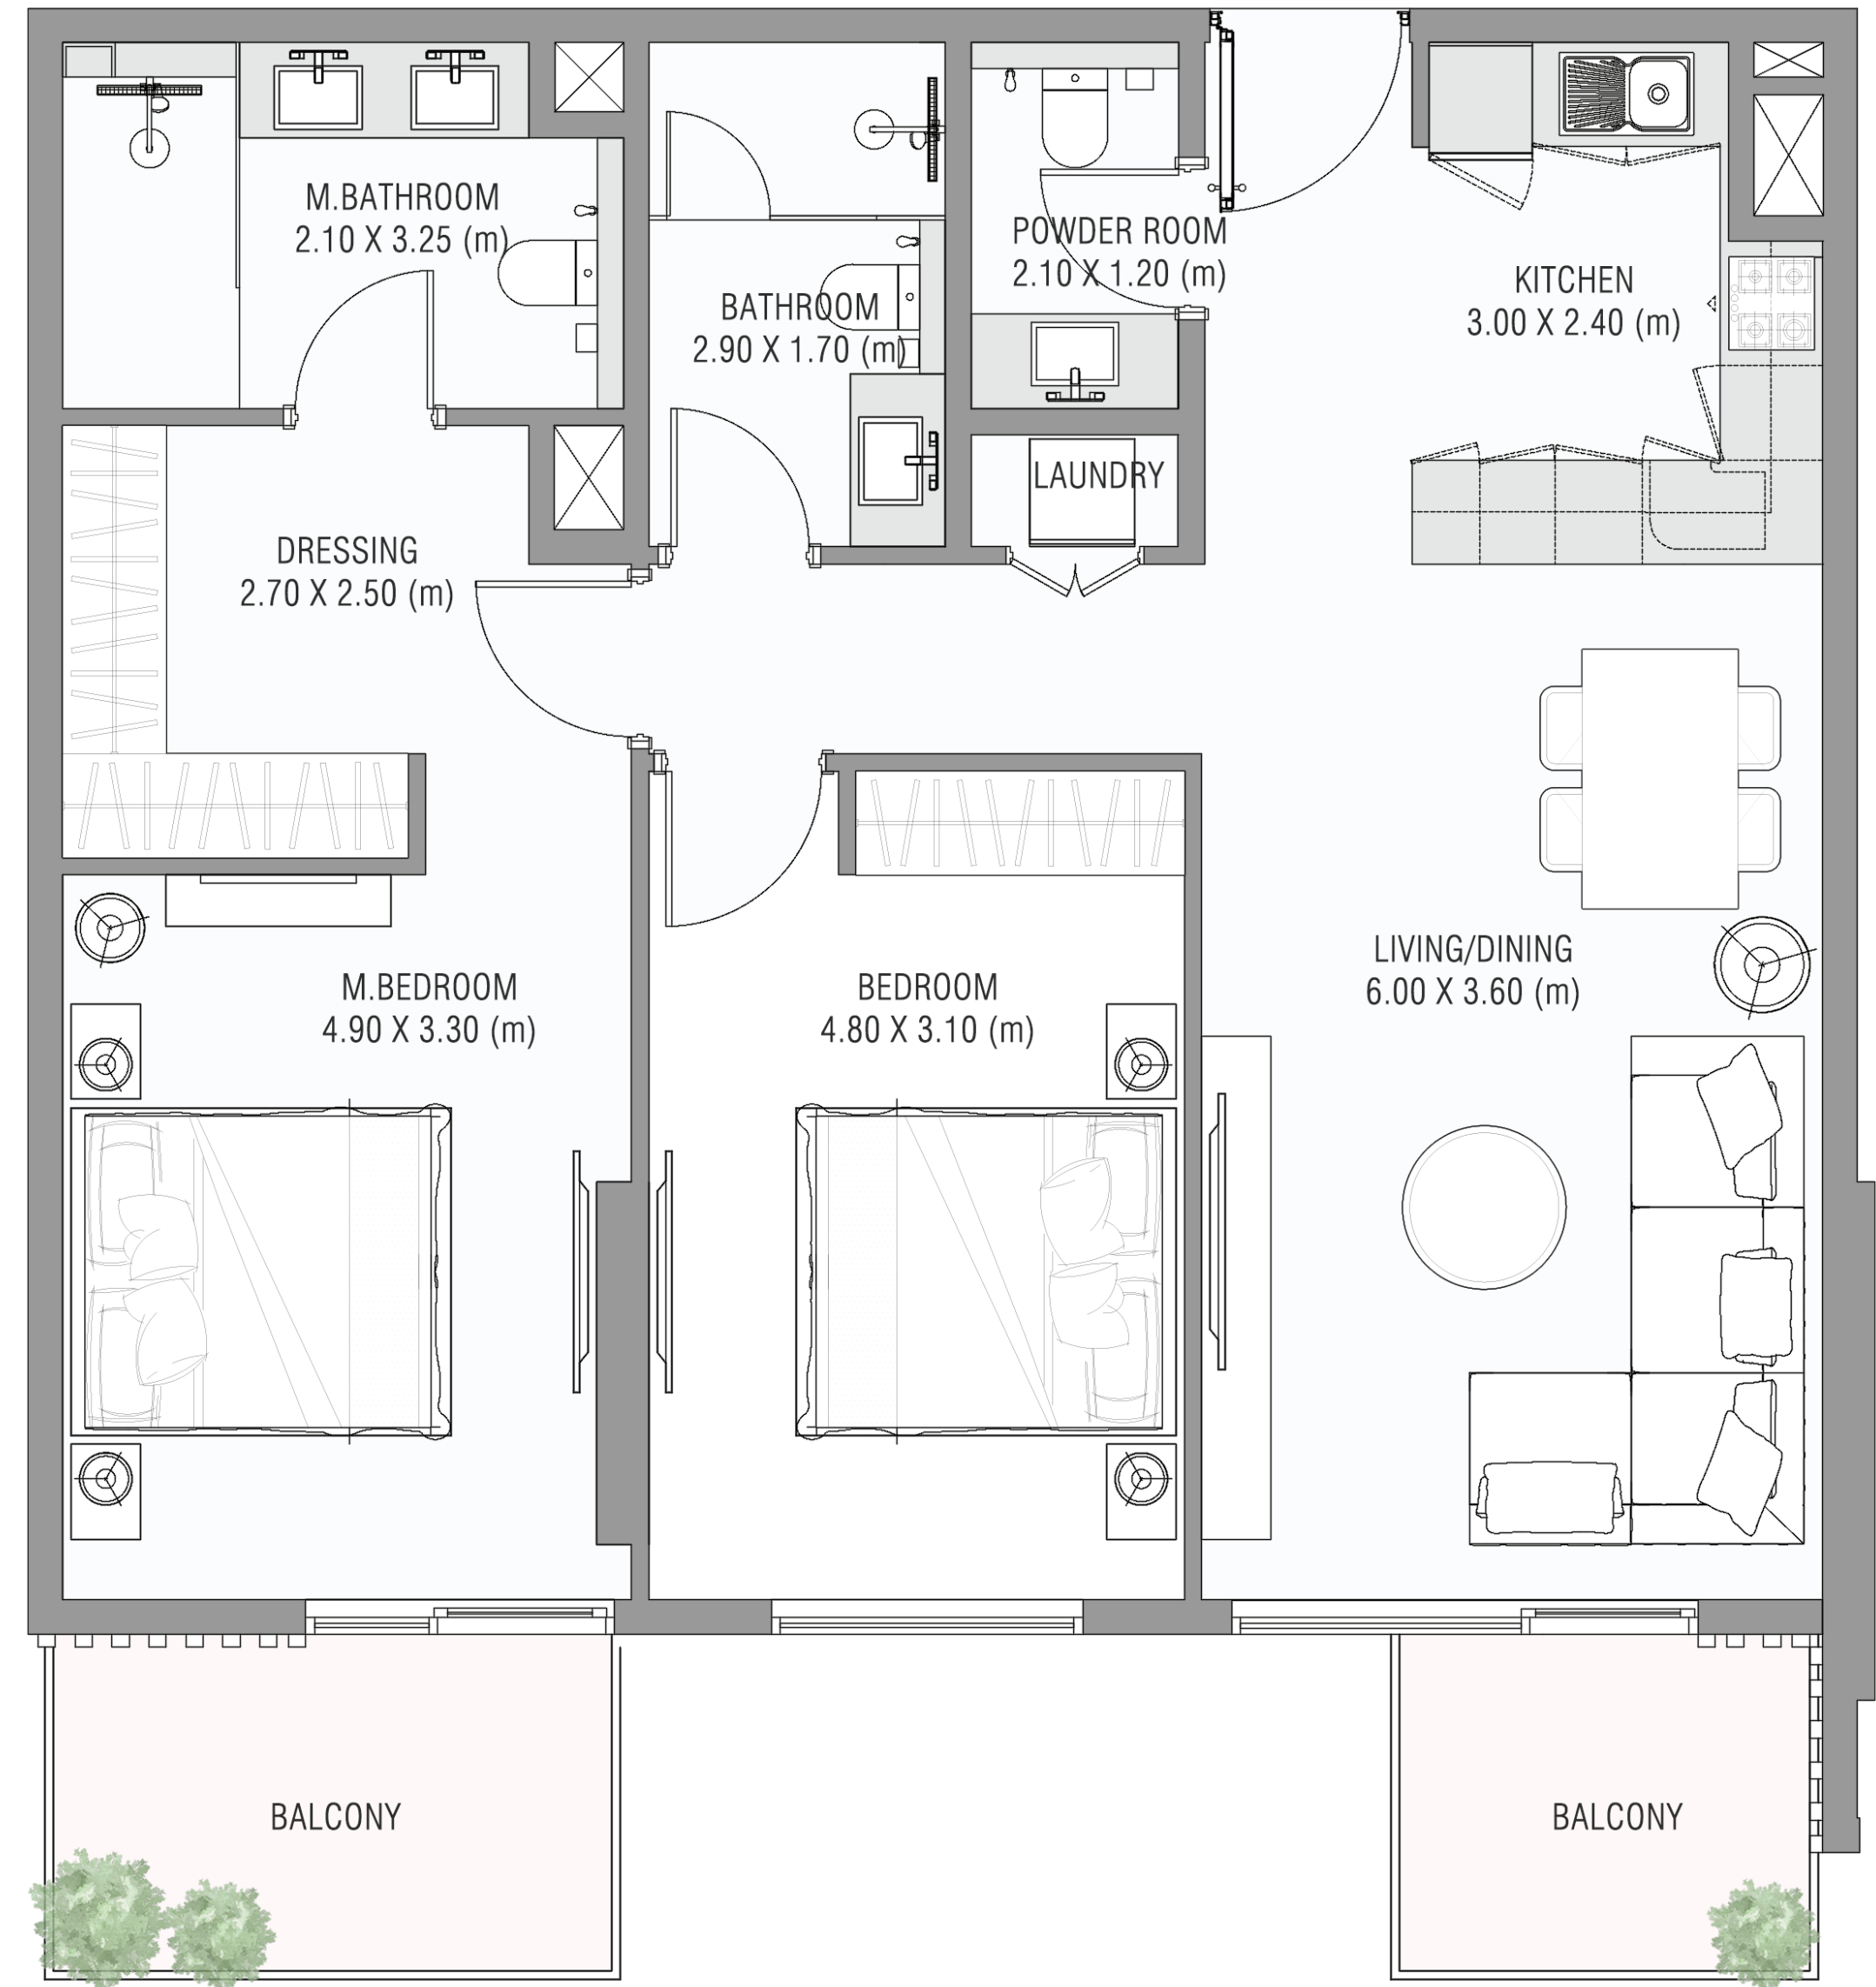 M.BATHROOM
2.10 X 3.25 (m)
POWDER ROOM
2.10 X 1.20 (m)
KITCHEN
3.00 X 2.40 (m)
BATHROOM
2.90 X 1.70 (m)
LAUNDRY
DRESSING
2.70 X 2.50 (m)
LIVING/DINING
6.00 X 3.60 (m)
M.BEDROOM
4.90 X 3.30 (m)
BEDROOM
4.80 X 3.10 (m)
BALCONY
BALCONY